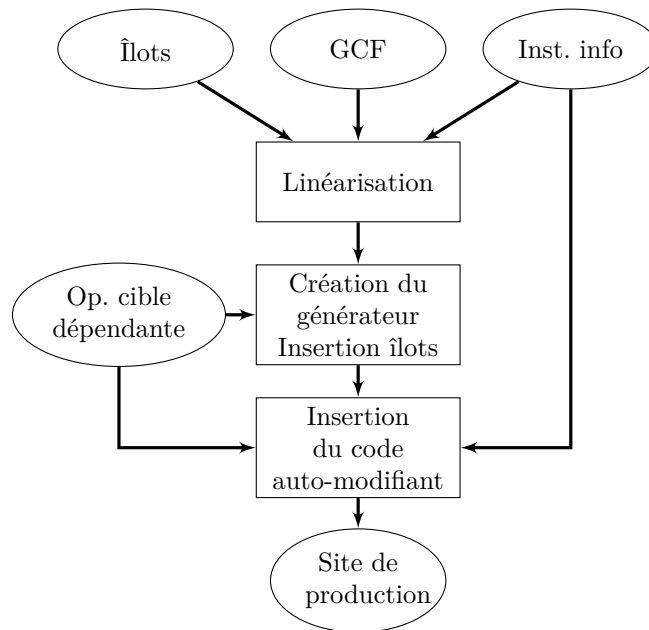 Îlots
GCF
Inst. info
Linéarisation
Op. cible
dépendante
Création du
générateur
Insertion îlots
Insertion
du code
auto-modifiant
Site de
production